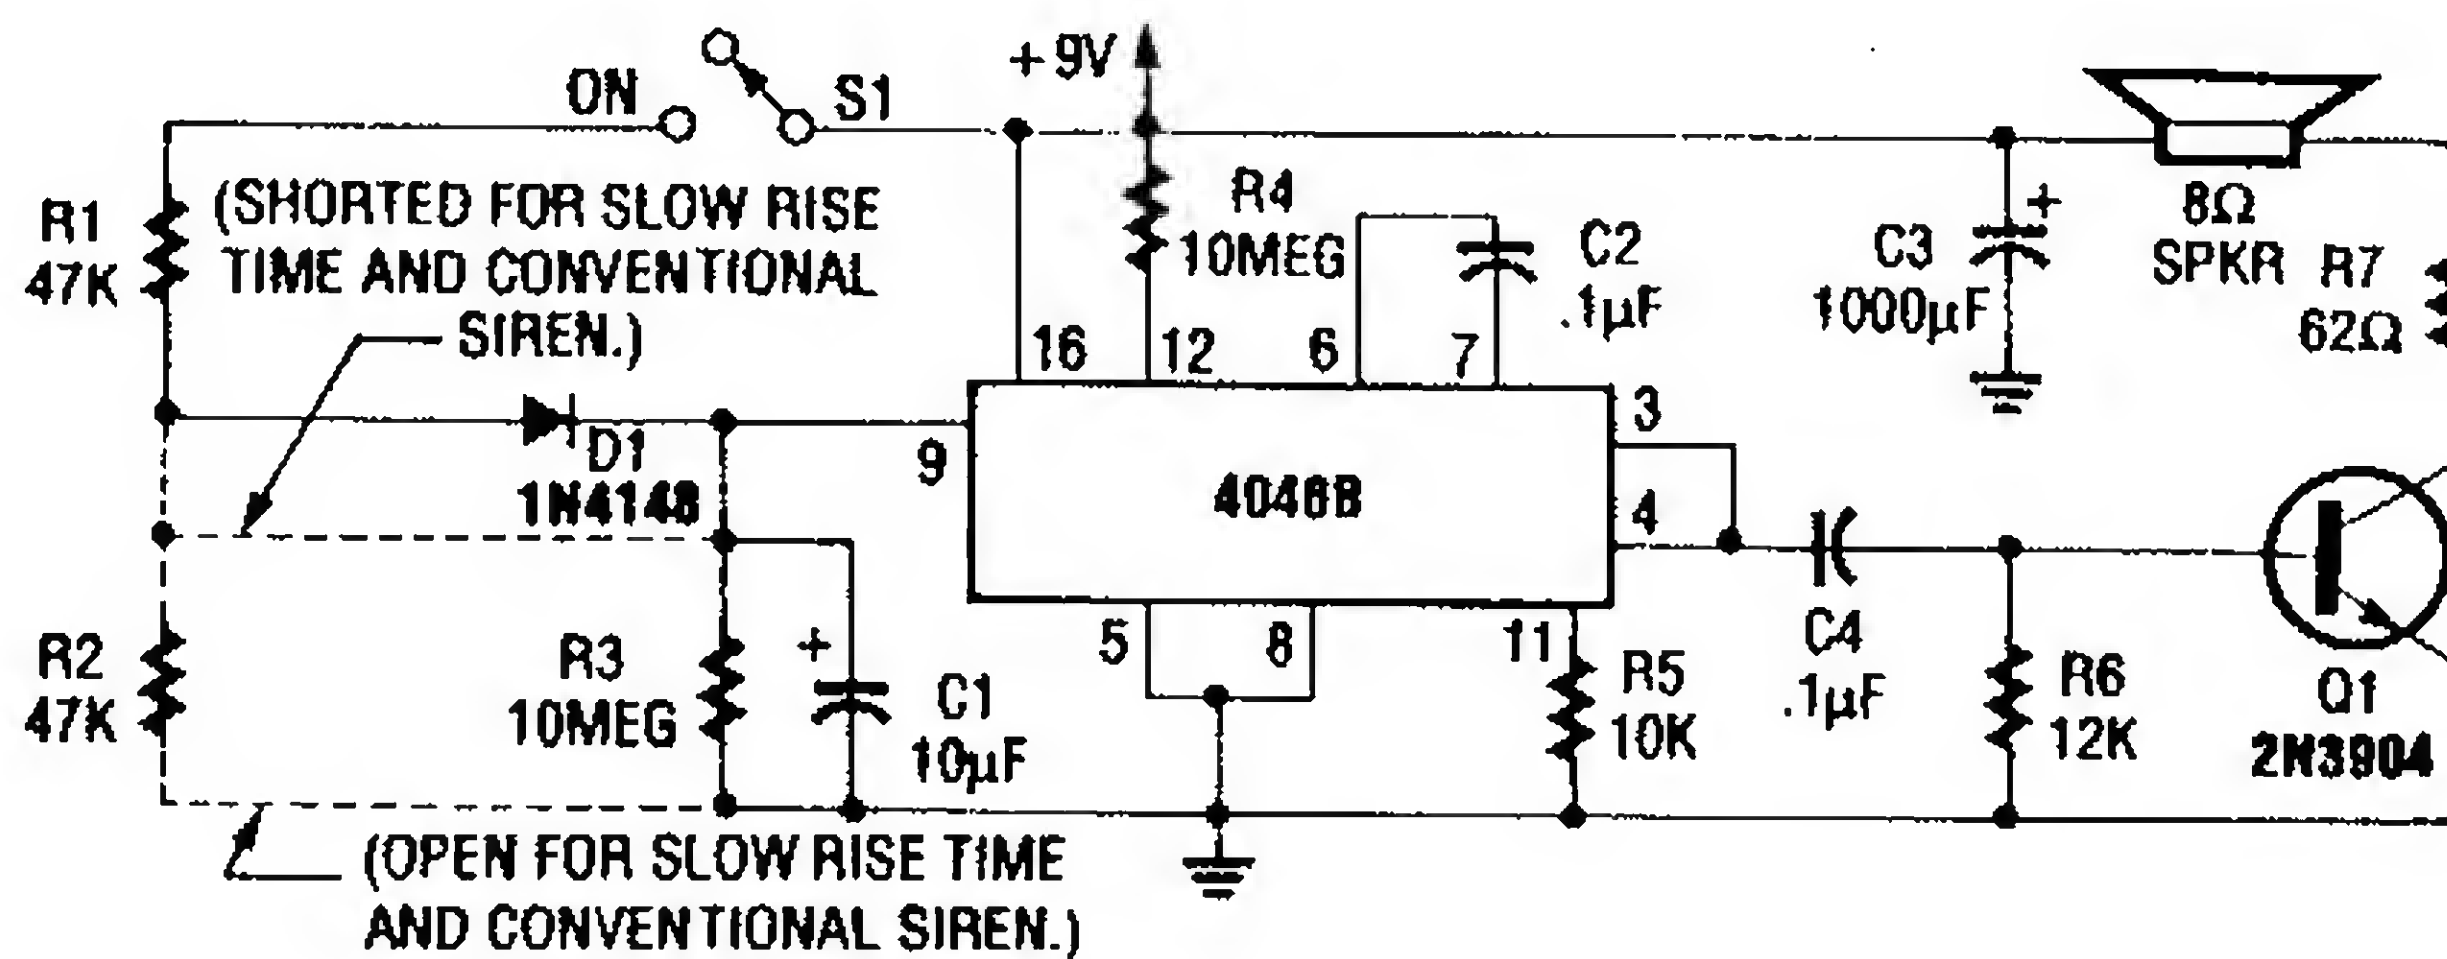 +9V
ON
S1
R1
47K
(SHORTED FOR SLOW RISE
TIME AND CONVENTIONAL
SIREN.)
R4
10MEG
C2
.1µF
C3
+
1000µF
8Ω
SPKR
R7
62Ω
16
12
6
7
9
D1
1N4148
4046B
3
4
5
8
11
R2
47K
R3
10MEG
+
C1
10µF
R5
10K
C4
.1µF
R6
12K
Q1
2N3904
(OPEN FOR SLOW RISE TIME
AND CONVENTIONAL SIREN.)